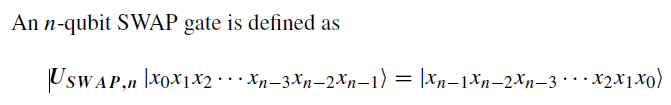 An n-qubit SWAP gate is defined as
U_{SWAP,n} |x_0x_1x_2 ⋯ x_{n−3}x_{n−2}x_{n−1}⟩ = |x_{n−1}x_{n−2}x_{n−3} ⋯ x_2x_1x_0⟩